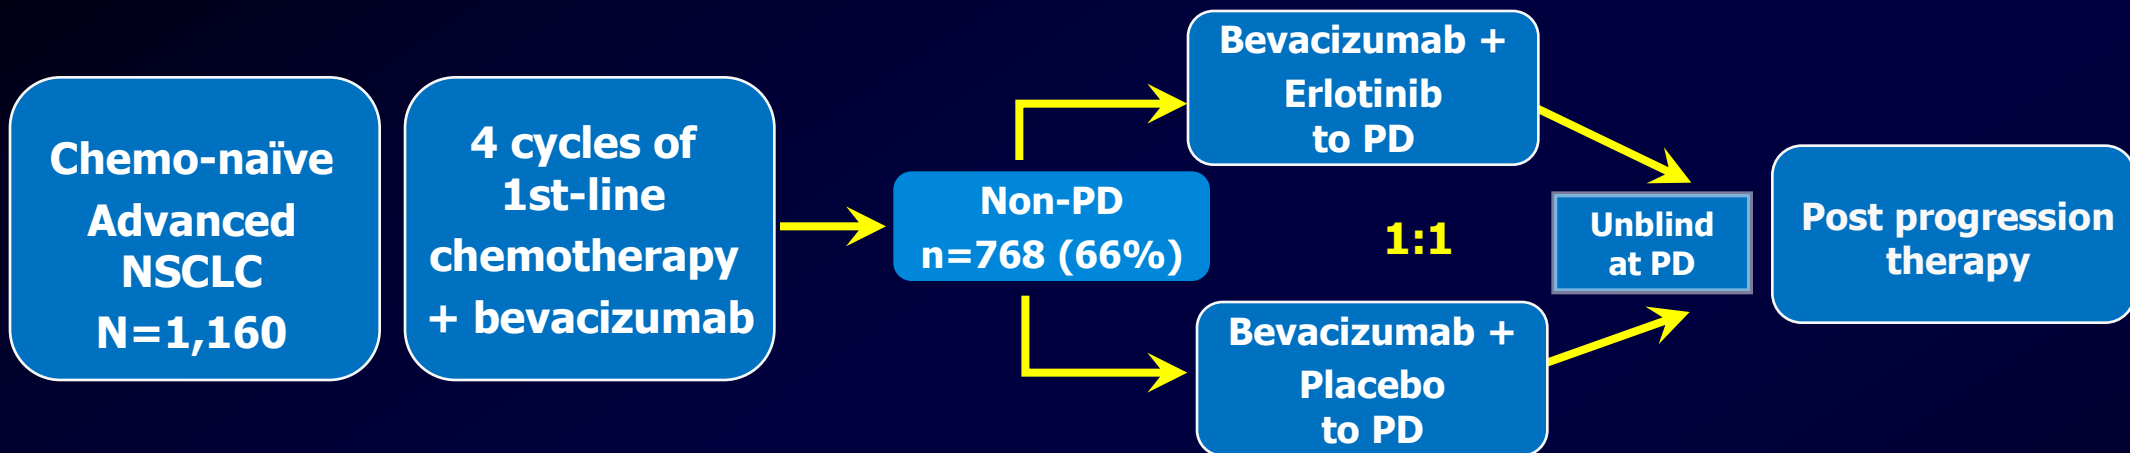 Chemo-naïve
Advanced
NSCLC
N=1,160
4 cycles of
1st-line
chemotherapy
+ bevacizumab
Non-PD
n=768 (66%)
Bevacizumab +
Erlotinib
to PD
1:1
Bevacizumab +
Placebo
to PD
Unblind
at PD
Post progression
therapy